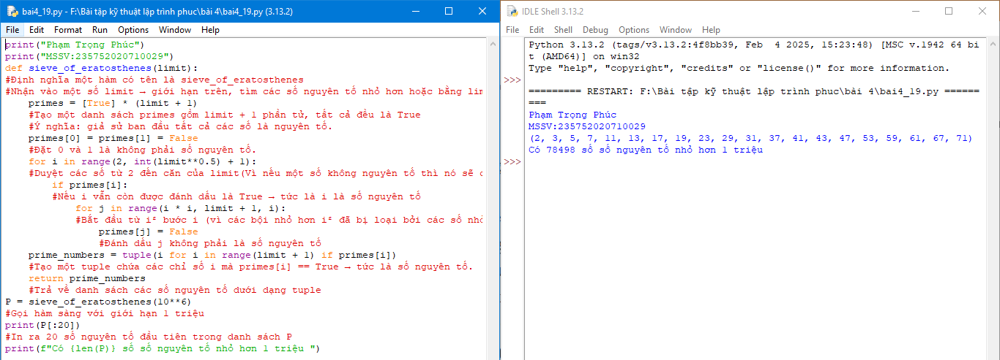 bai4_19.py - F:\Bài tập kỹ thuật lập trình phuc\bài 4\bai4_19.py (3.13.2)
File Edit Format Run Options Window Help
print("Phạm Trọng Phúc")
print("MSSV:235752020710029")
def sieve_of_eratosthenes(limit):
#Định nghĩa một hàm có tên là sieve_of_eratosthenes
#Nhận vào một số limit → giới hạn trên, tìm các số nguyên tố nhỏ hơn hoặc bằng lim
primes = [True] * (limit + 1)
#Tạo một danh sách primes gồm limit + 1 phần tử, tất cả đều là True
#Ý nghĩa: giả sử ban đầu tất cả các số là nguyên tố.
primes[0] = primes[1] = False
#Đặt 0 và 1 là không phải số nguyên tố.
for i in range(2, int(limit**0.5) + 1):
#Duyệt các số từ 2 đến căn của limit(Vì nếu một số không nguyên tố thì nó sẽ c
if primes[i]:
#Nếu i vẫn còn được đánh dấu là True → tức là i là số nguyên tố
for j in range(i * i, limit + 1, i):
#Bắt đầu từ i² bước i (vì các bội nhỏ hơn i² đã bị loại bởi các số nhỏ
primes[j] = False
#Đánh dấu j không phải là số nguyên tố
prime_numbers = tuple(i for i in range(limit + 1) if primes[i])
#Tạo một tuple chứa các chỉ số i mà primes[i] == True → tức là số nguyên tố.
return prime_numbers
#Trả về danh sách các số nguyên tố dưới dạng tuple
P = sieve_of_eratosthenes(10**6)
#Gọi hàm sàng với giới hạn 1 triệu
print(P[:20])
#In ra 20 số nguyên tố đầu tiên trong danh sách P
print(f"Có {len(P)} số số nguyên tố nhỏ hơn 1 triệu ")
IDLE Shell 3.13.2
File Edit Shell Debug Options Window Help
Python 3.13.2 (tags/v3.13.2:4f8bb39, Feb  4 2025, 15:23:48) [MSC v.1942 64 bi
t (AMD64)] on win32
Type "help", "copyright", "credits" or "license()" for more information.
>>>
========= RESTART: F:\Bài tập kỹ thuật lập trình phuc\bài 4\bai4_19.py ======
===
Phạm Trọng Phúc
MSSV:235752020710029
(2, 3, 5, 7, 11, 13, 17, 19, 23, 29, 31, 37, 41, 43, 47, 53, 59, 61, 67, 71)
Có 78498 số số nguyên tố nhỏ hơn 1 triệu
>>>